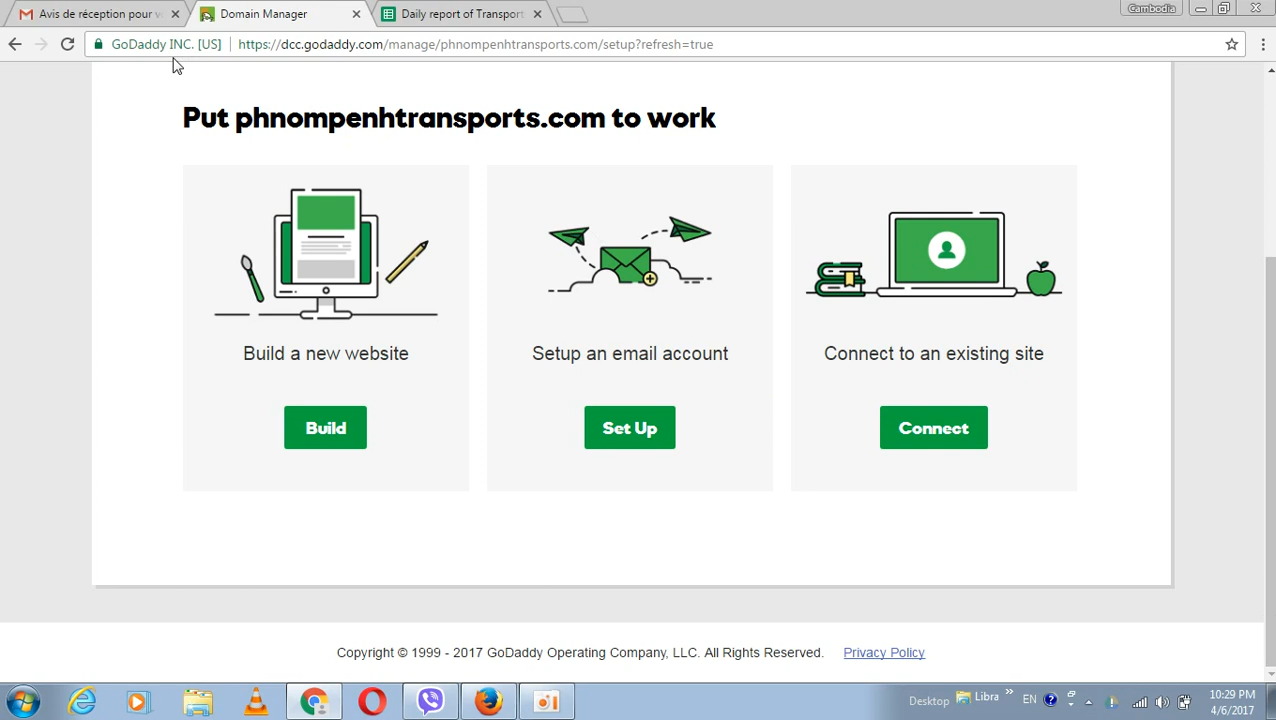 Avis de réception pour v
Domain Manager
Daily report of Transport
Cambodia
GoDaddy INC. [US]
https://dcc.godaddy.com/manage/phnompenhtransports.com/setup?refresh=true
Put phnompenhtransports.com to work
Build a new website
Setup an email account
Connect to an existing site
Build
Set Up
Connect
Copyright © 1999 - 2017 GoDaddy Operating Company, LLC. All Rights Reserved. Privacy Policy
Desktop
Libra
EN
10:29 PM
4/6/2017